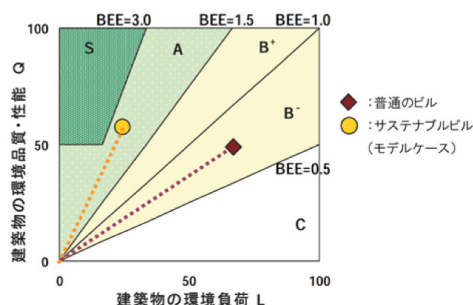 BEE=3.0 BEE=1.5 BEE=1.0
100
S
A
B+
B-
50
BEE=0.5
C
0
0 50 100
建築物の環境品質・性能 Q
建築物の環境負荷 L
:普通のビル
:サステナブルビル
(モデルケース)